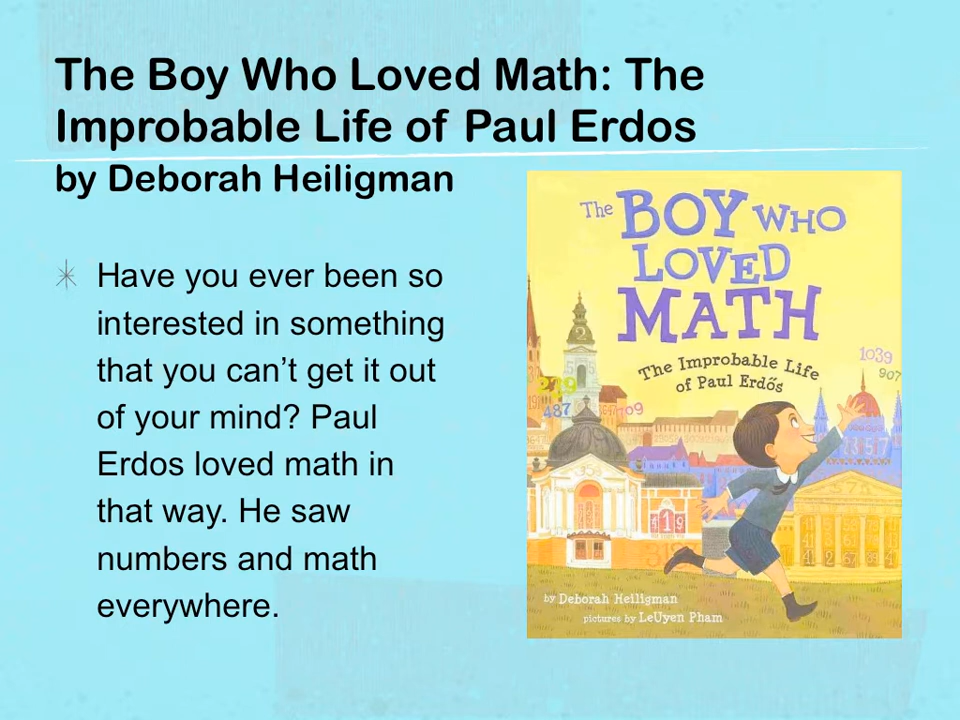 The Boy Who Loved Math: The
Improbable Life of Paul Erdos
by Deborah Heiligman
Have you ever been so
interested in something
that you can’t get it out
of your mind? Paul
Erdos loved math in
that way. He saw
numbers and math
everywhere.
The BOY WHO
LOVED
MATH
The Improbable Life
of Paul Erdős
1039
907
239
487
109
419
by Deborah Heiligman
pictures by LeUyen Pham